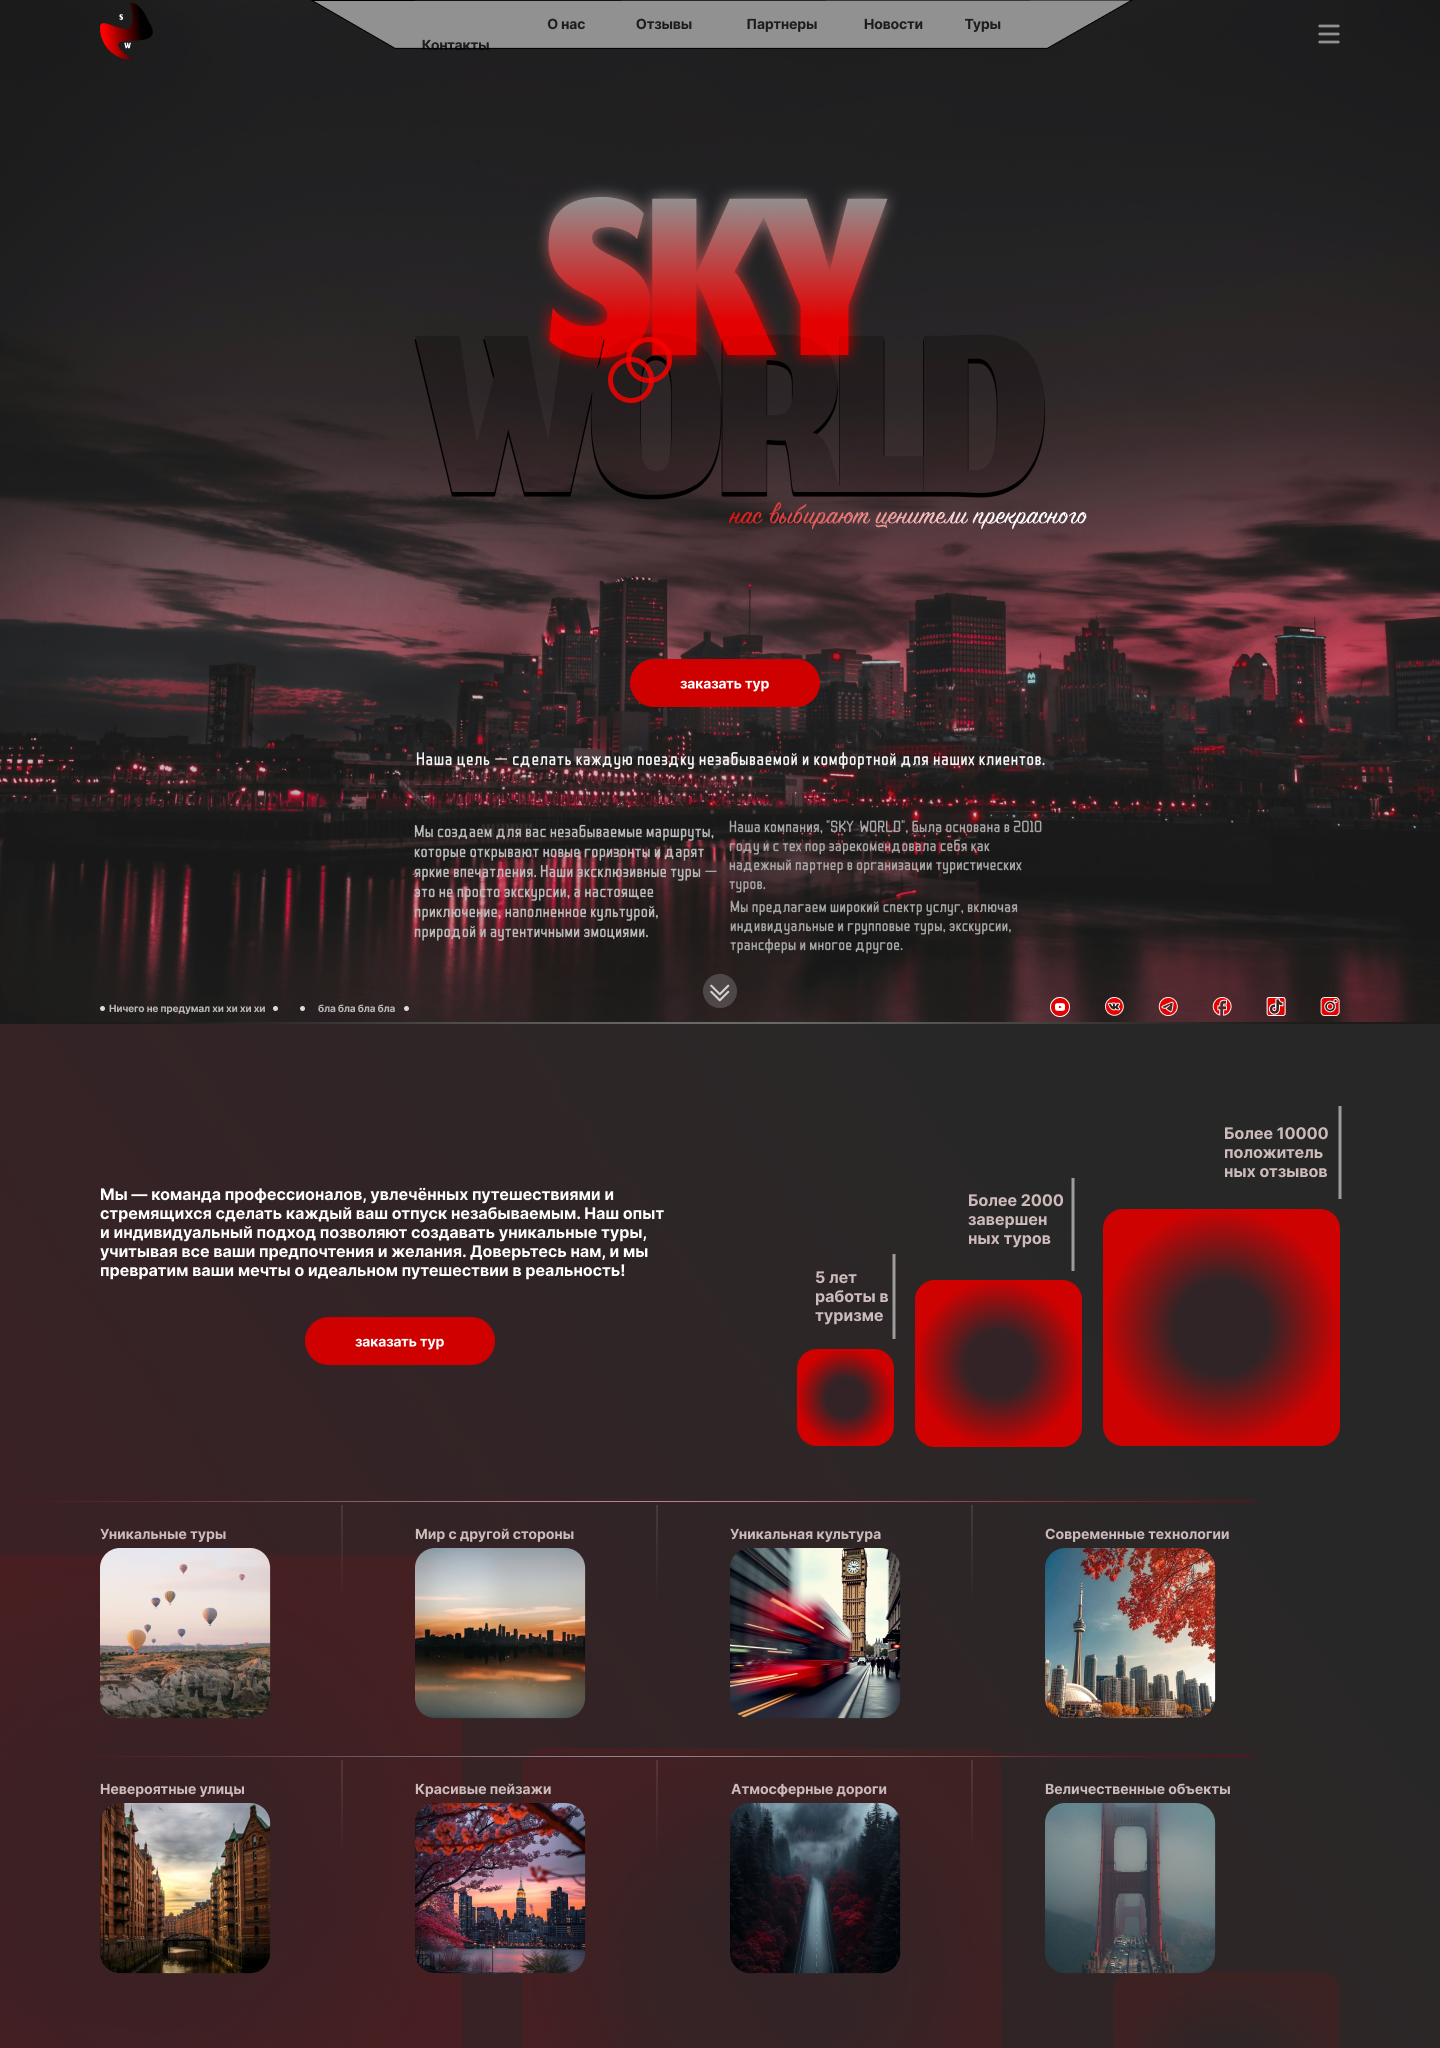 S
W
О нас
Отзывы
Партнеры
Новости
Туры
Контакты
SKY
WORLD
нас выбирают ценители прекрасного
заказать тур
Наша цель — сделать каждую поездку незабываемой и комфортной для наших клиентов.
Мы создаем для вас незабываемые маршруты,
которые открывают новые горизонты и дарят
яркие впечатления. Наши эксклюзивные туры —
это не просто экскурсии, а настоящее
приключение, наполненное культурой,
природой и аутентичными эмоциями.
Наша компания, "SKY WORLD", была основана в 2010
году и с тех пор зарекомендовала себя как
надежный партнер в организации туристических
туров.
Мы предлагаем широкий спектр услуг, включая
индивидуальные и групповые туры, экскурсии,
трансферы и многое другое.
Ничего не предумал хи хи хи хи
бла бла бла бла
Более 10000
положитель
ных отзывов
Более 2000
завершен
ных туров
5 лет
работы в
туризме
Мы — команда профессионалов, увлечённых путешествиями и
стремящихся сделать каждый ваш отпуск незабываемым. Наш опыт
и индивидуальный подход позволяют создавать уникальные туры,
учитывая все ваши предпочтения и желания. Доверьтесь нам, и мы
превратим ваши мечты о идеальном путешествии в реальность!
заказать тур
Уникальные туры
Мир с другой стороны
Уникальная культура
Современные технологии
Невероятные улицы
Красивые пейзажи
Атмосферные дороги
Величественные объекты